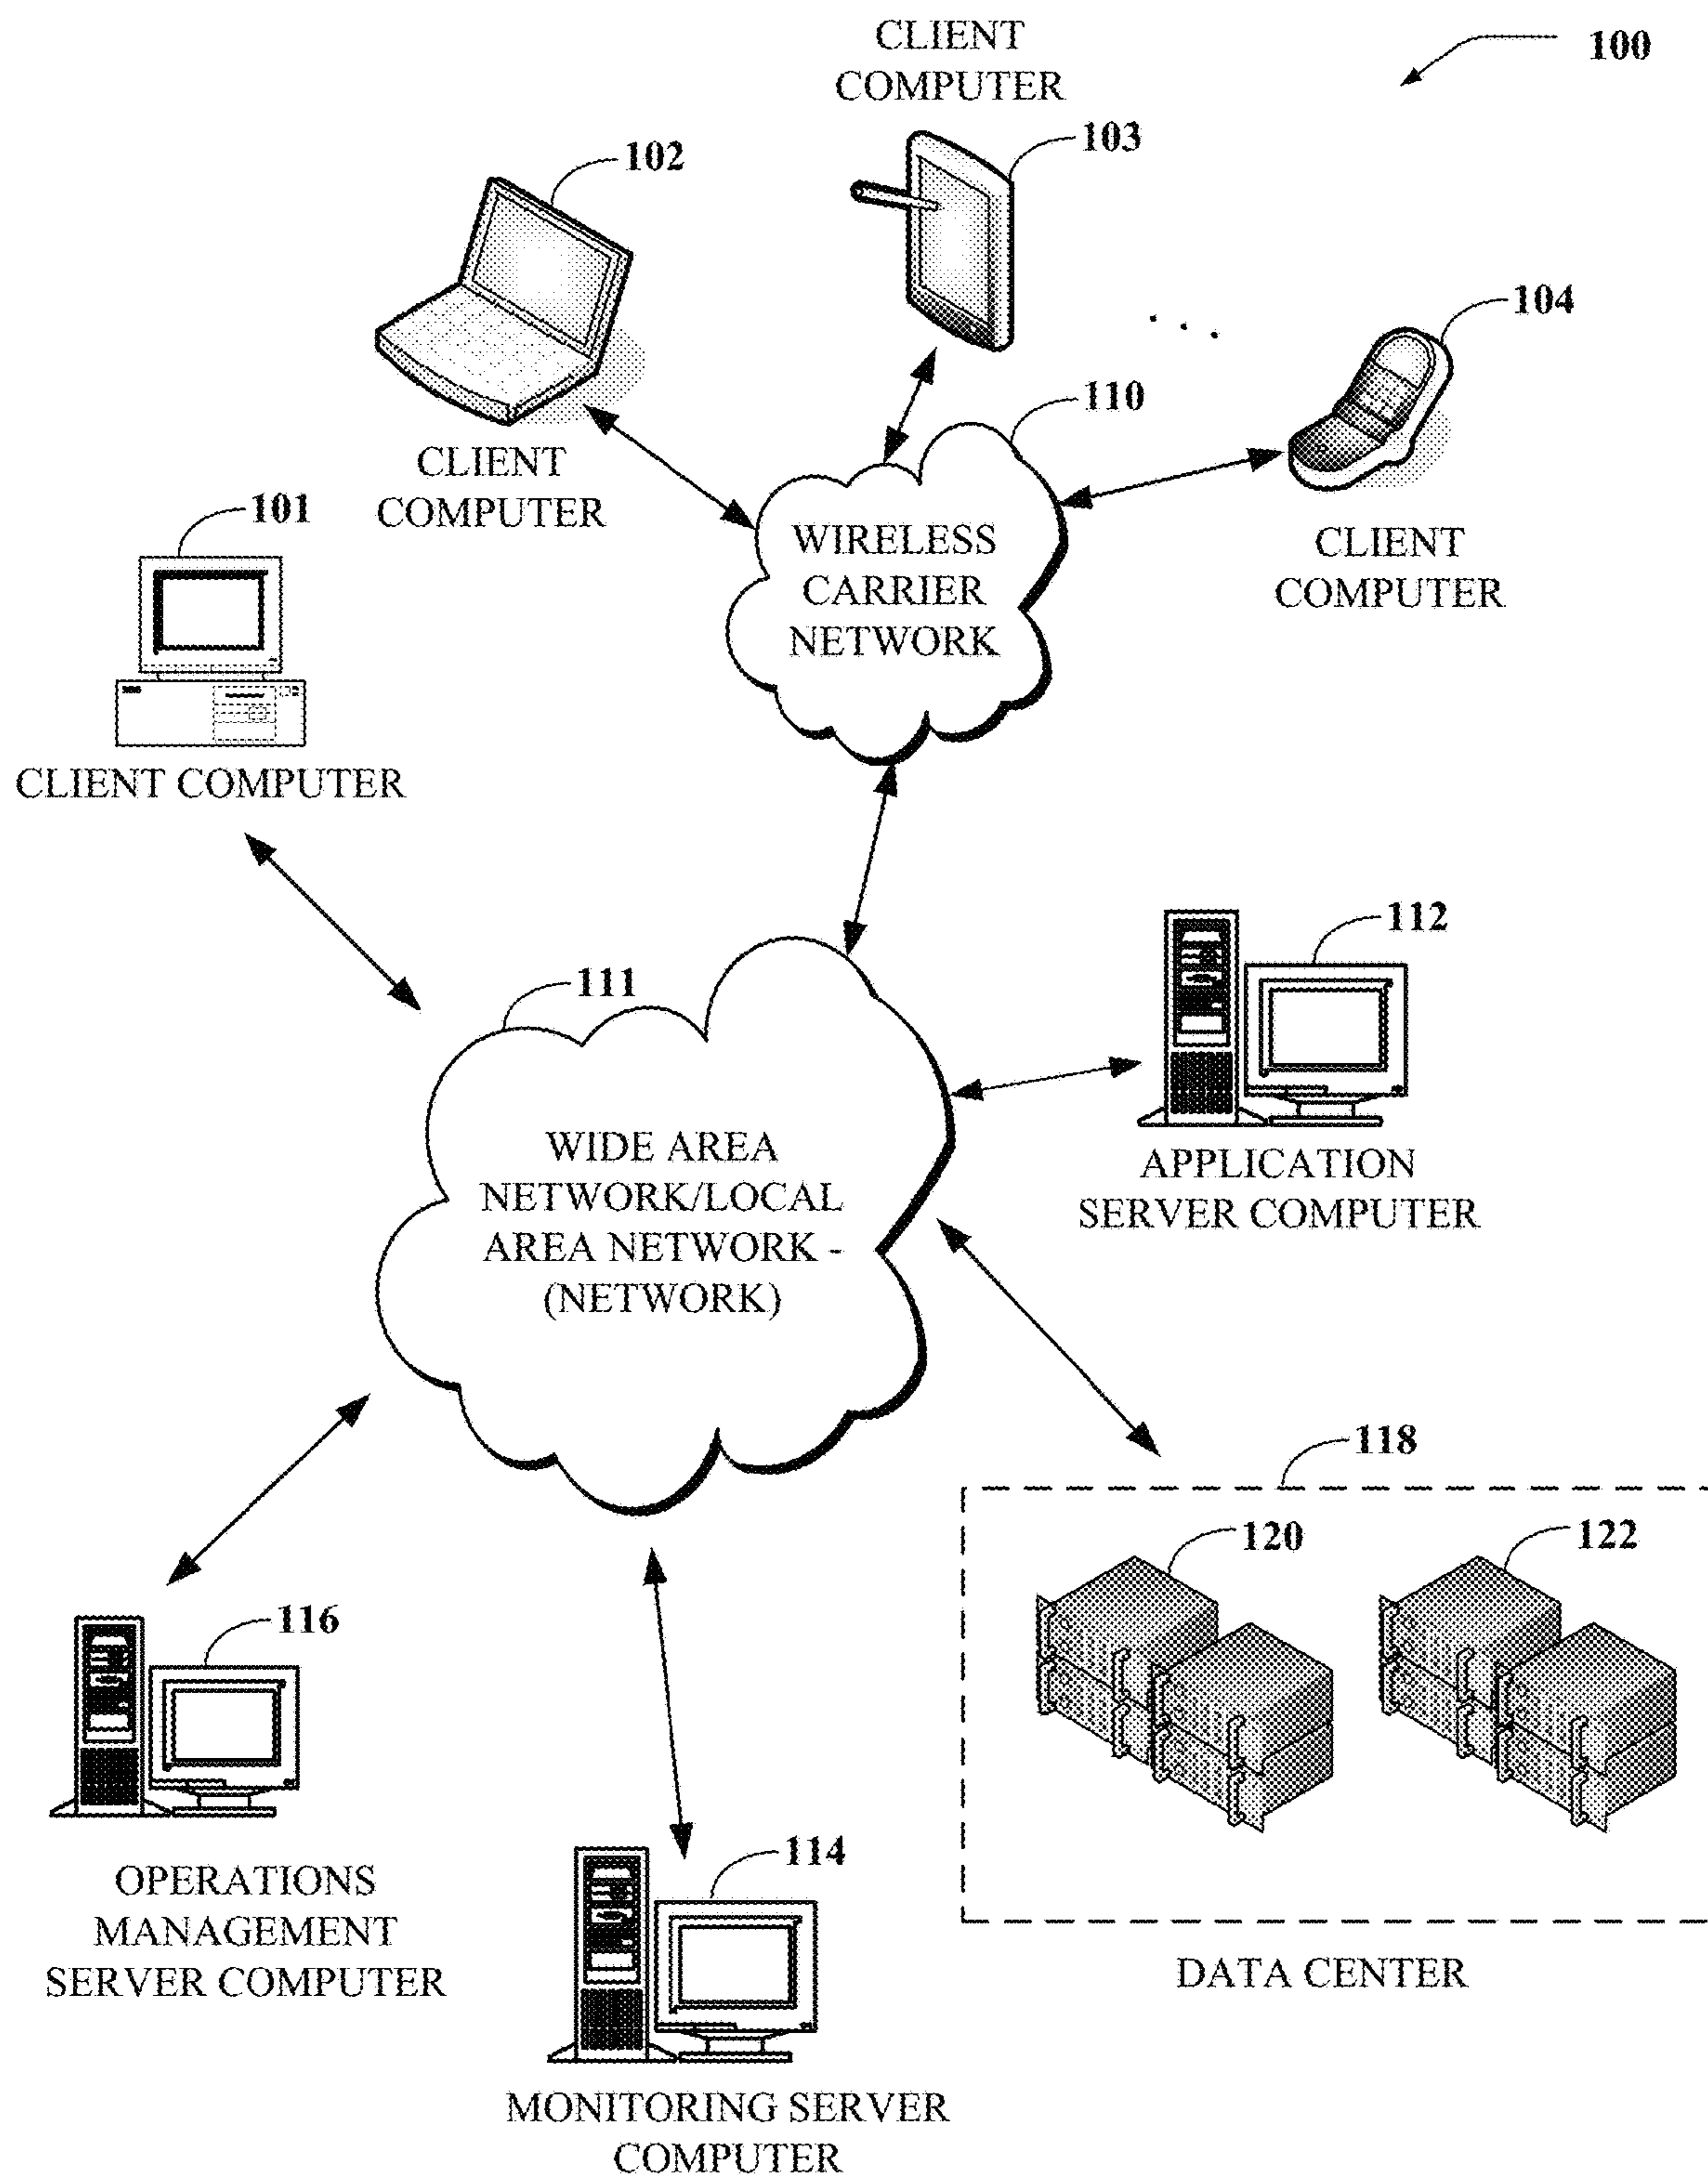 CLIENT
COMPUTER
100
103
102
104
110
CLIENT
COMPUTER
101
WIRELESS
CARRIER
NETWORK
CLIENT
COMPUTER
CLIENT COMPUTER
112
111
WIDE AREA
NETWORK/LOCAL
AREA NETWORK -
(NETWORK)
APPLICATION
SERVER COMPUTER
118
120
122
116
114
OPERATIONS
MANAGEMENT
SERVER COMPUTER
DATA CENTER
MONITORING SERVER
COMPUTER